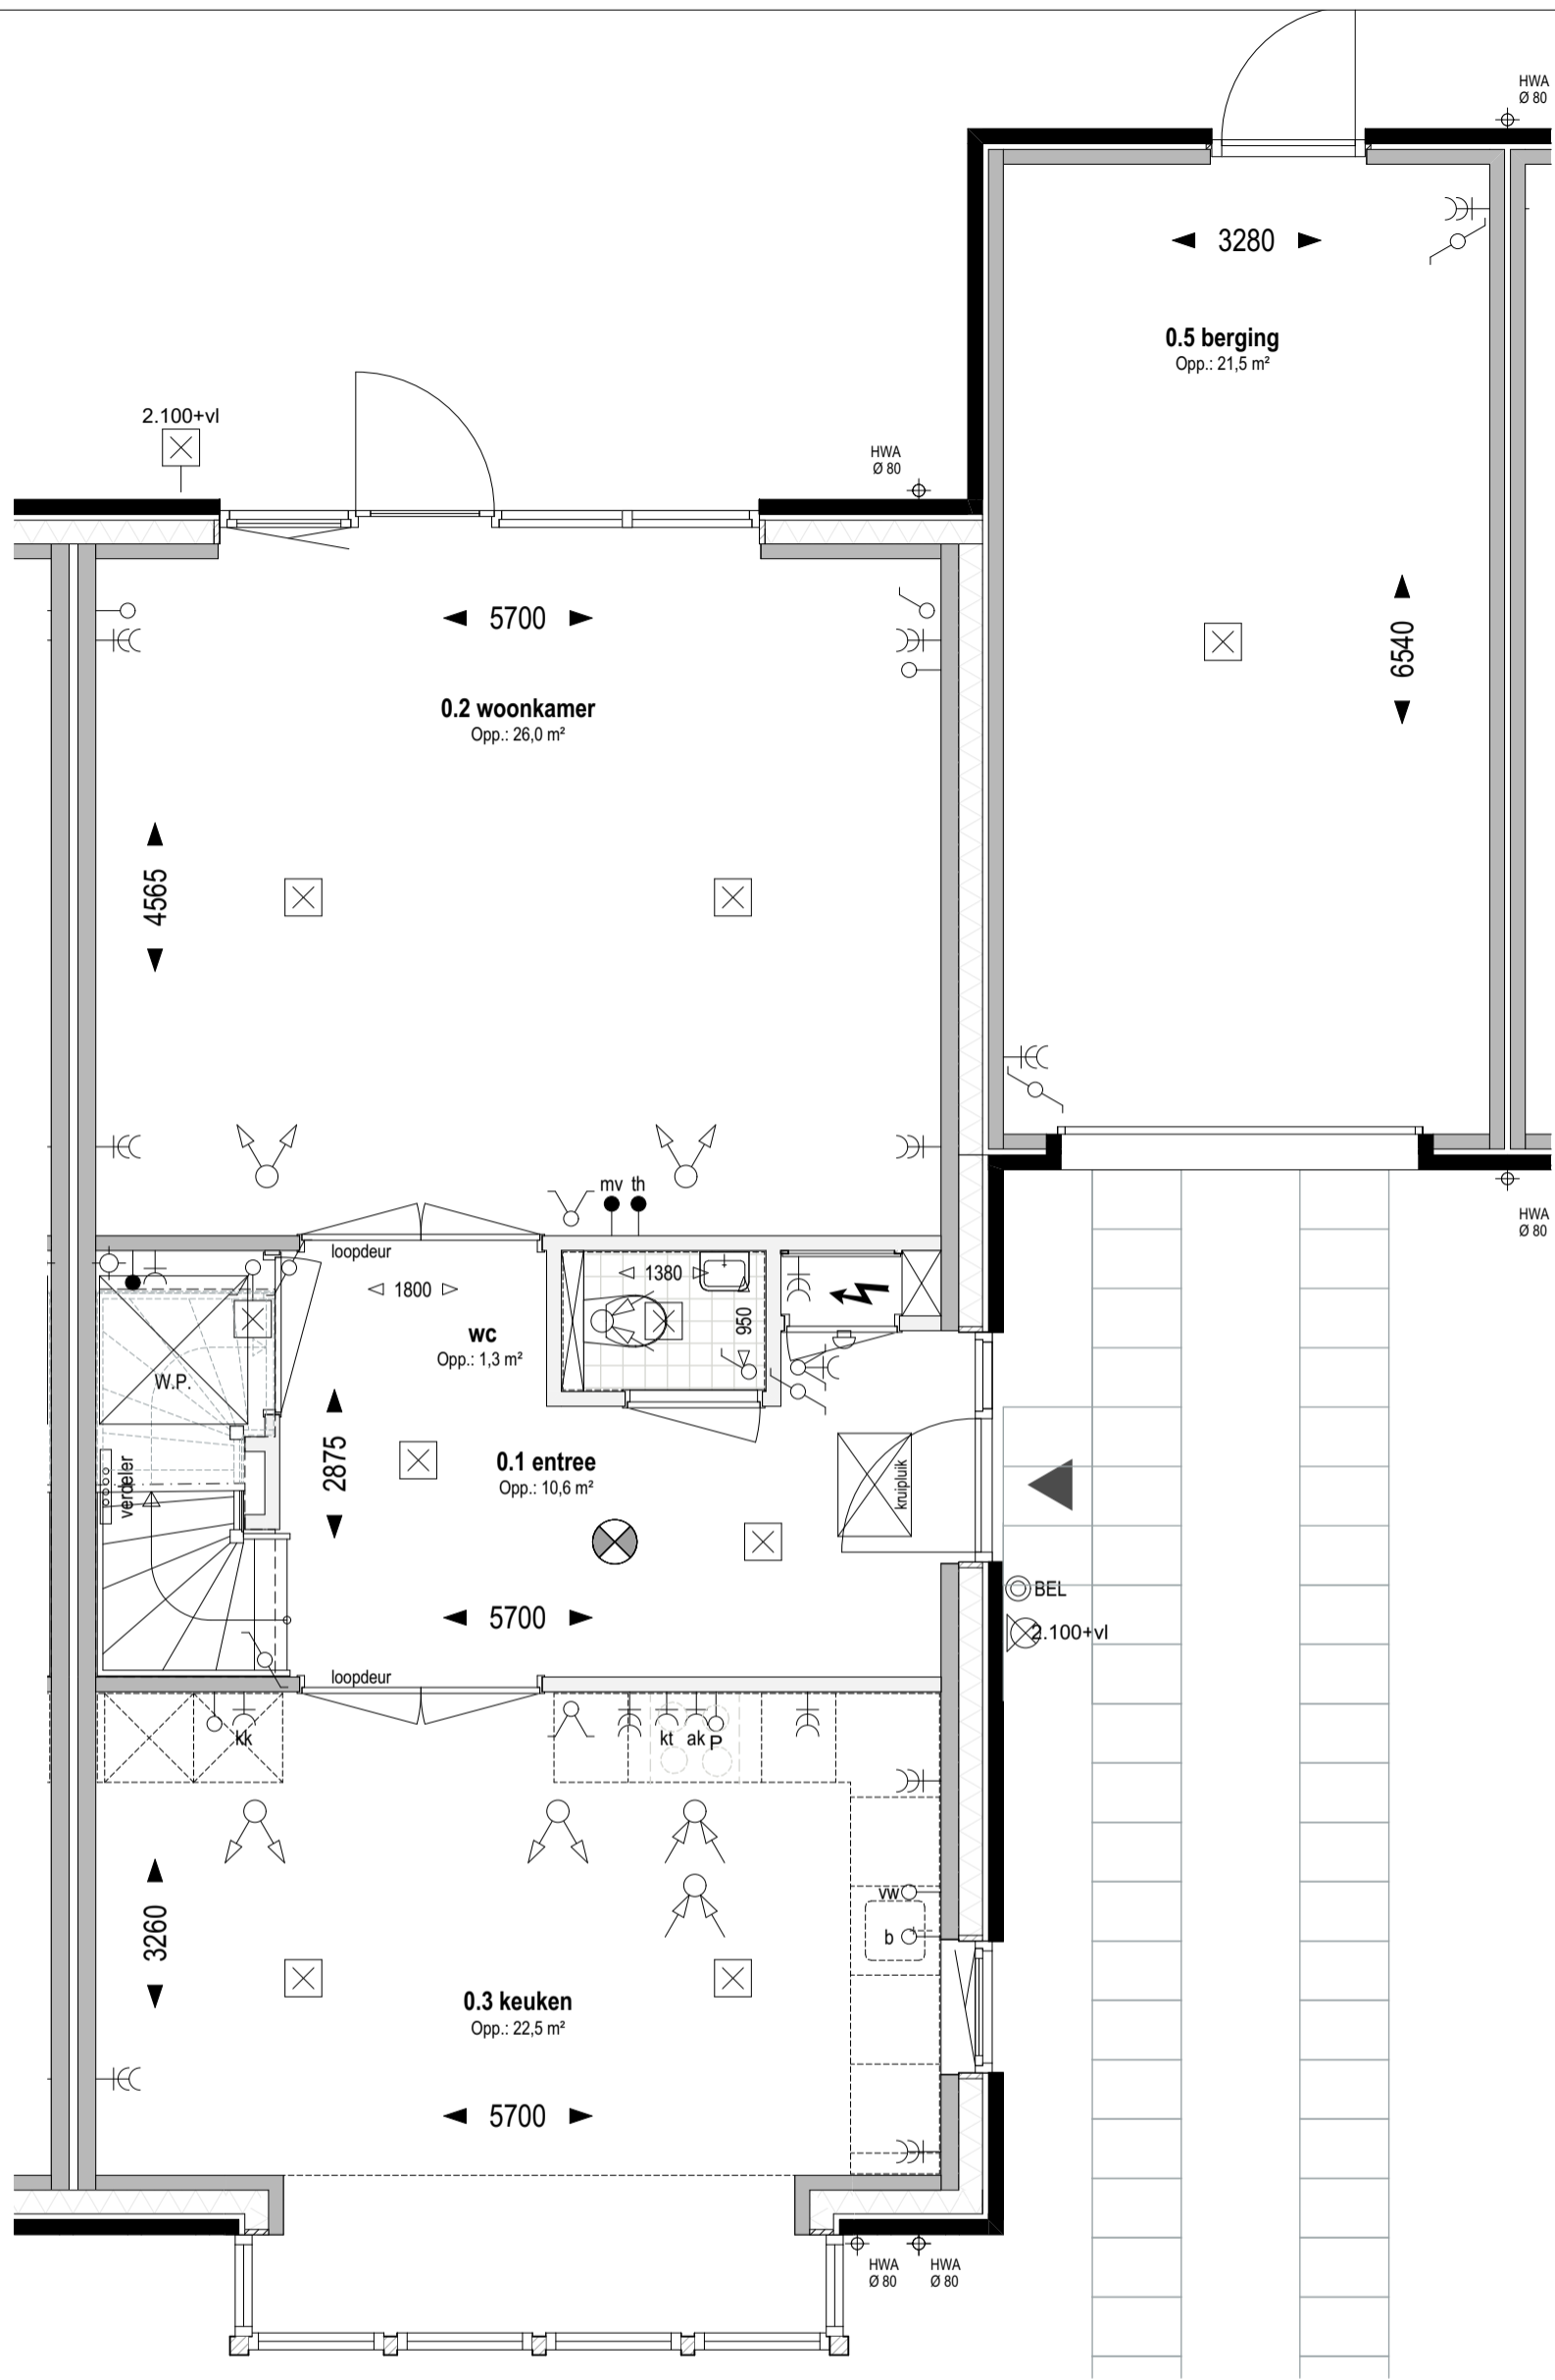 HWA
Ø 80
3280
0.5 berging
Opp.: 21,5 m²
2.100+vl
HWA
Ø 80
5700
6540
0.2 woonkamer
Opp.: 26,0 m²
4565
mv th
HWA
Ø 80
loopdeur
1800
1380
950
wc
Opp.: 1,3 m²
W.P.
2875
verdeler
0.1 entree
Opp.: 10,6 m²
kruipluik
BEL
2.100+vl
5700
loopdeur
kk
kt ak P
vw
b
3260
0.3 keuken
Opp.: 22,5 m²
5700
HWA
Ø 80
HWA
Ø 80